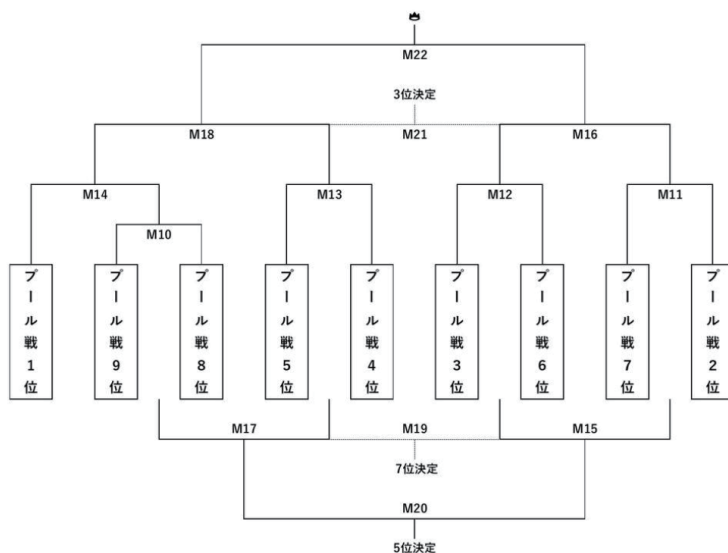 M22
3位決定
M18
M21
M16
M14
M13
M12
M11
M10
プール戦1位
プール戦9位
プール戦8位
プール戦5位
プール戦4位
プール戦3位
プール戦6位
プール戦7位
プール戦2位
M17
M19
M15
7位決定
M20
5位決定